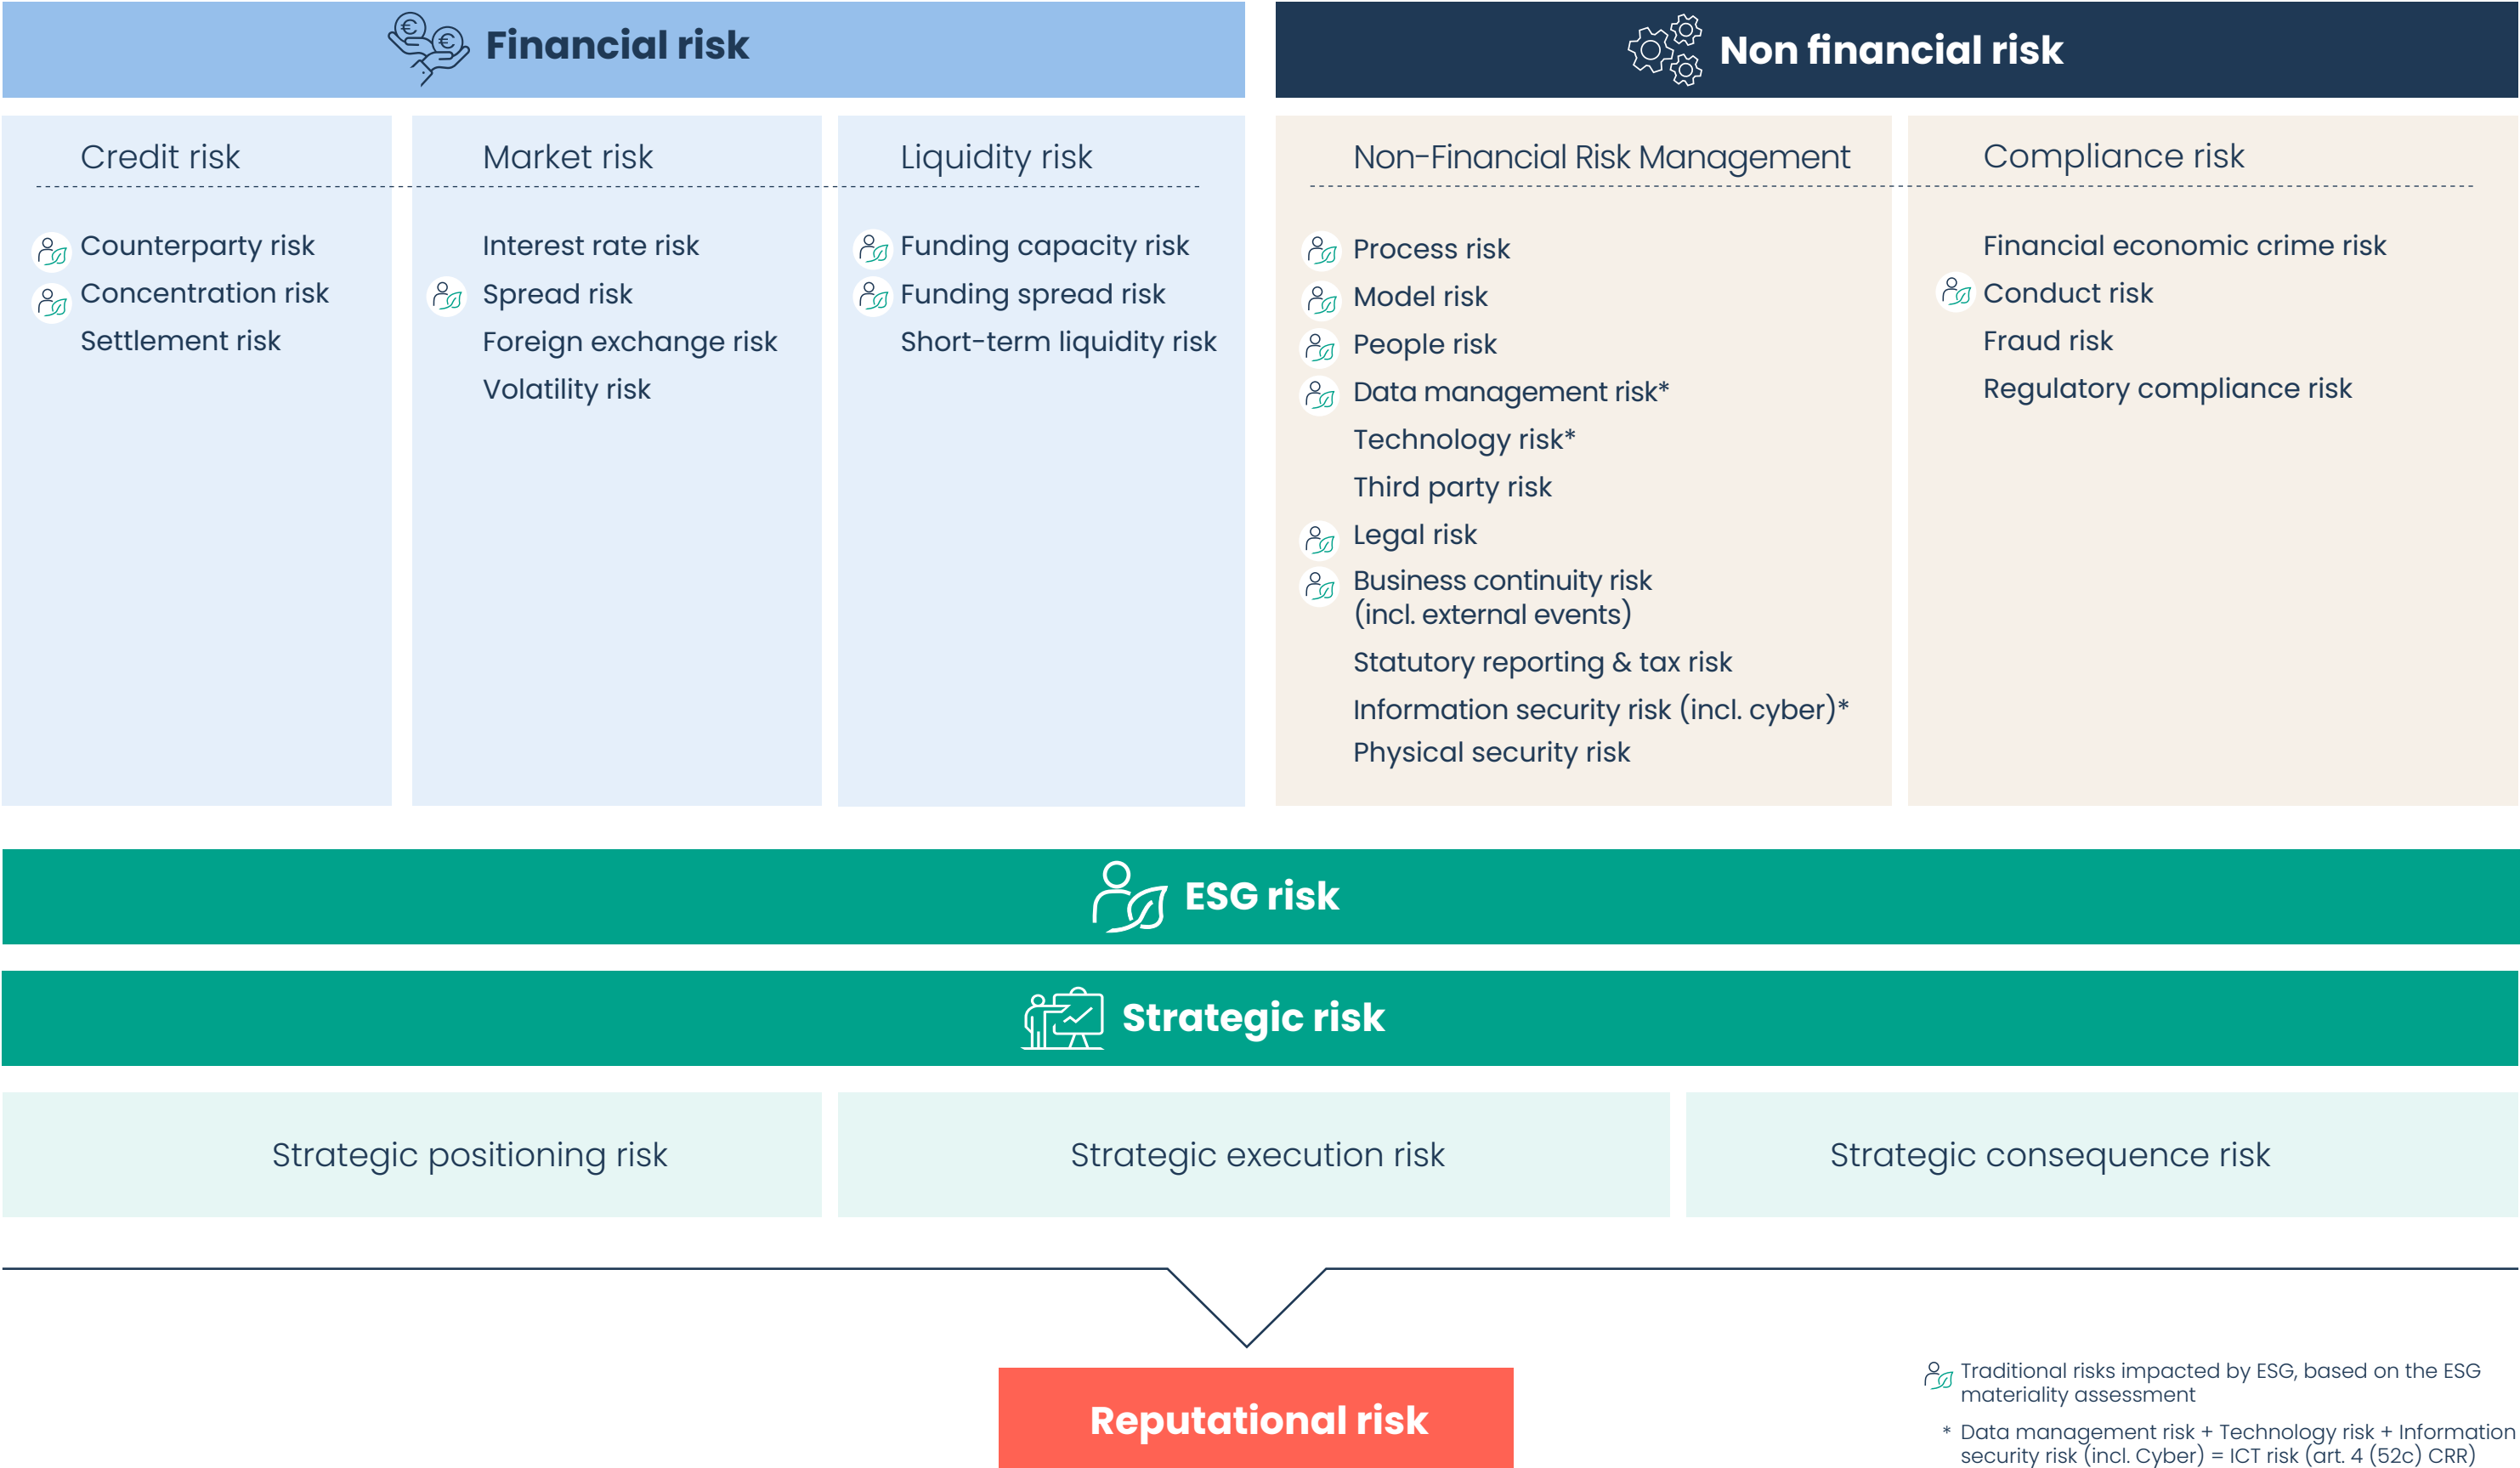 Financial risk
Non financial risk
Credit risk
Counterparty risk
Concentration risk
Settlement risk
Market risk
Interest rate risk
Spread risk
Foreign exchange risk
Volatility risk
Liquidity risk
Funding capacity risk
Funding spread risk
Short-term liquidity risk
Non-Financial Risk Management
Process risk
Model risk
People risk
Data management risk*
Technology risk*
Third party risk
Legal risk
Business continuity risk
(incl. external events)
Statutory reporting & tax risk
Information security risk (incl. cyber)*
Physical security risk
Compliance risk
Financial economic crime risk
Conduct risk
Fraud risk
Regulatory compliance risk
ESG risk
Strategic risk
Strategic positioning risk
Strategic execution risk
Strategic consequence risk
Reputational risk
Traditional risks impacted by ESG, based on the ESG
materiality assessment
* Data management risk + Technology risk + Information
security risk (incl. Cyber) = ICT risk (art. 4 (52c) CRR)